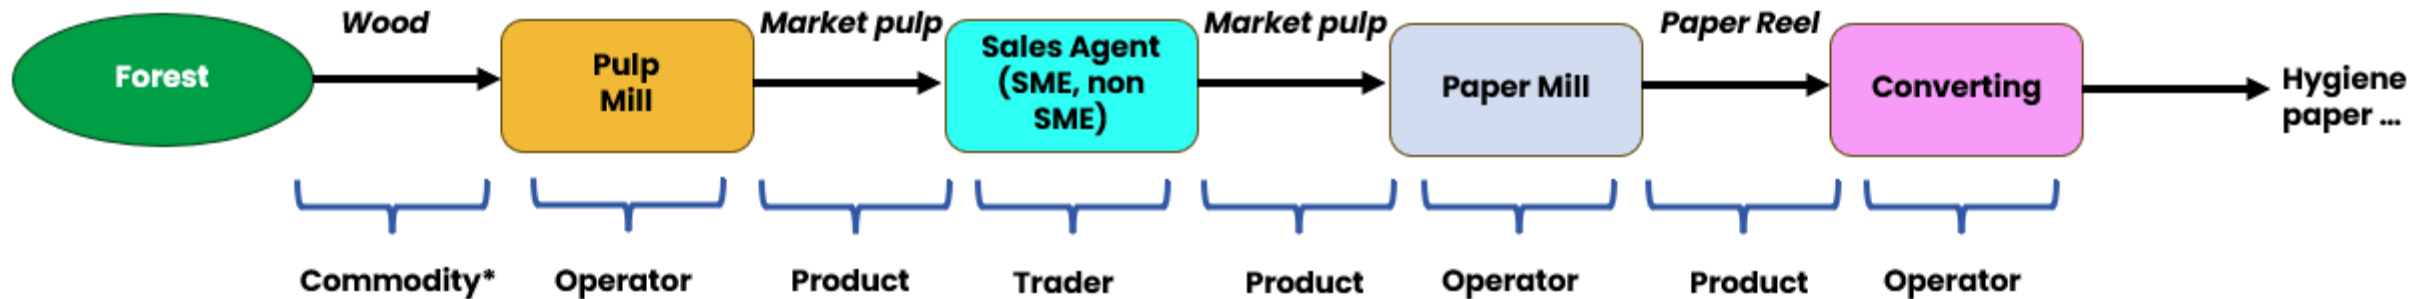 Wood
Market pulp
Market pulp
Paper Reel
Forest
Pulp
Mill
Sales Agent
(SME, non
SME)
Paper Mill
Converting
Hygiene
paper ...
Commodity*
Operator
Product
Trader
Product
Operator
Product
Operator